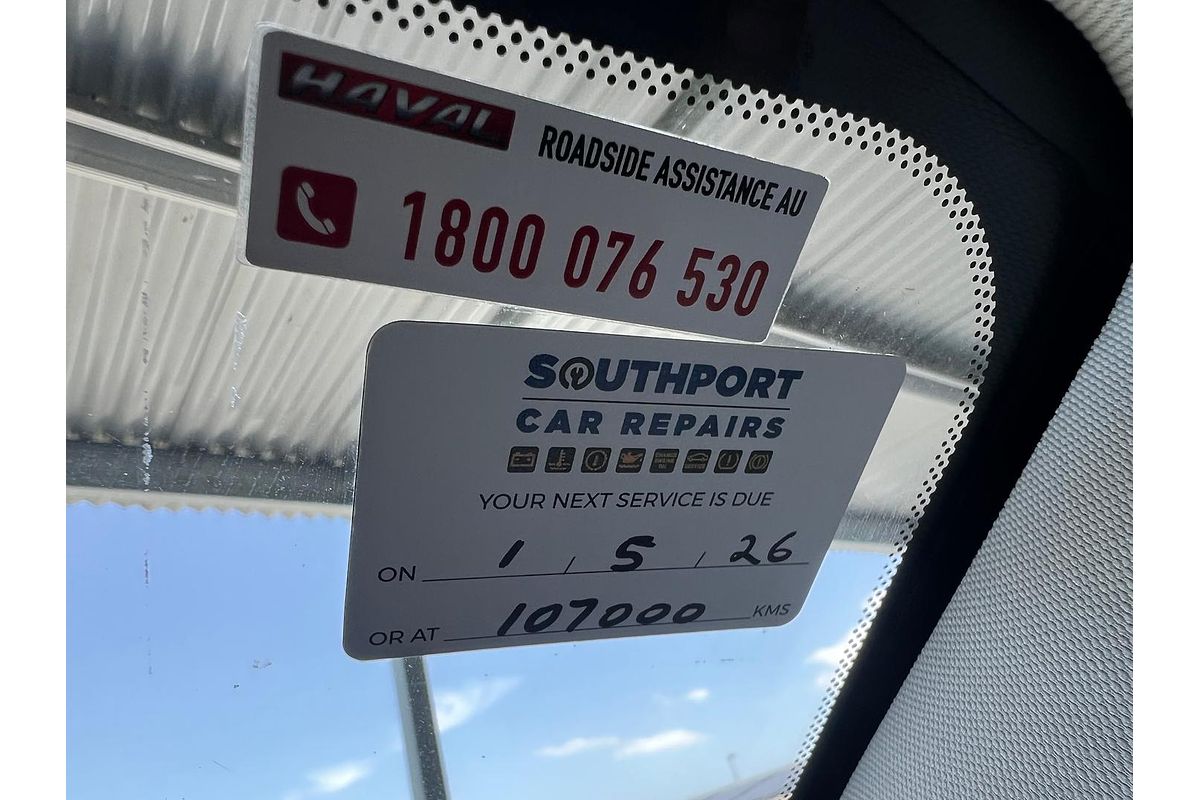 HAVAL
ROADSIDE ASSISTANCE AU
1800 076 530
SOUTHPORT
CAR REPAIRS
YOUR NEXT SERVICE IS DUE
ON 1 / 5 / 26
OR AT 107000 KMS